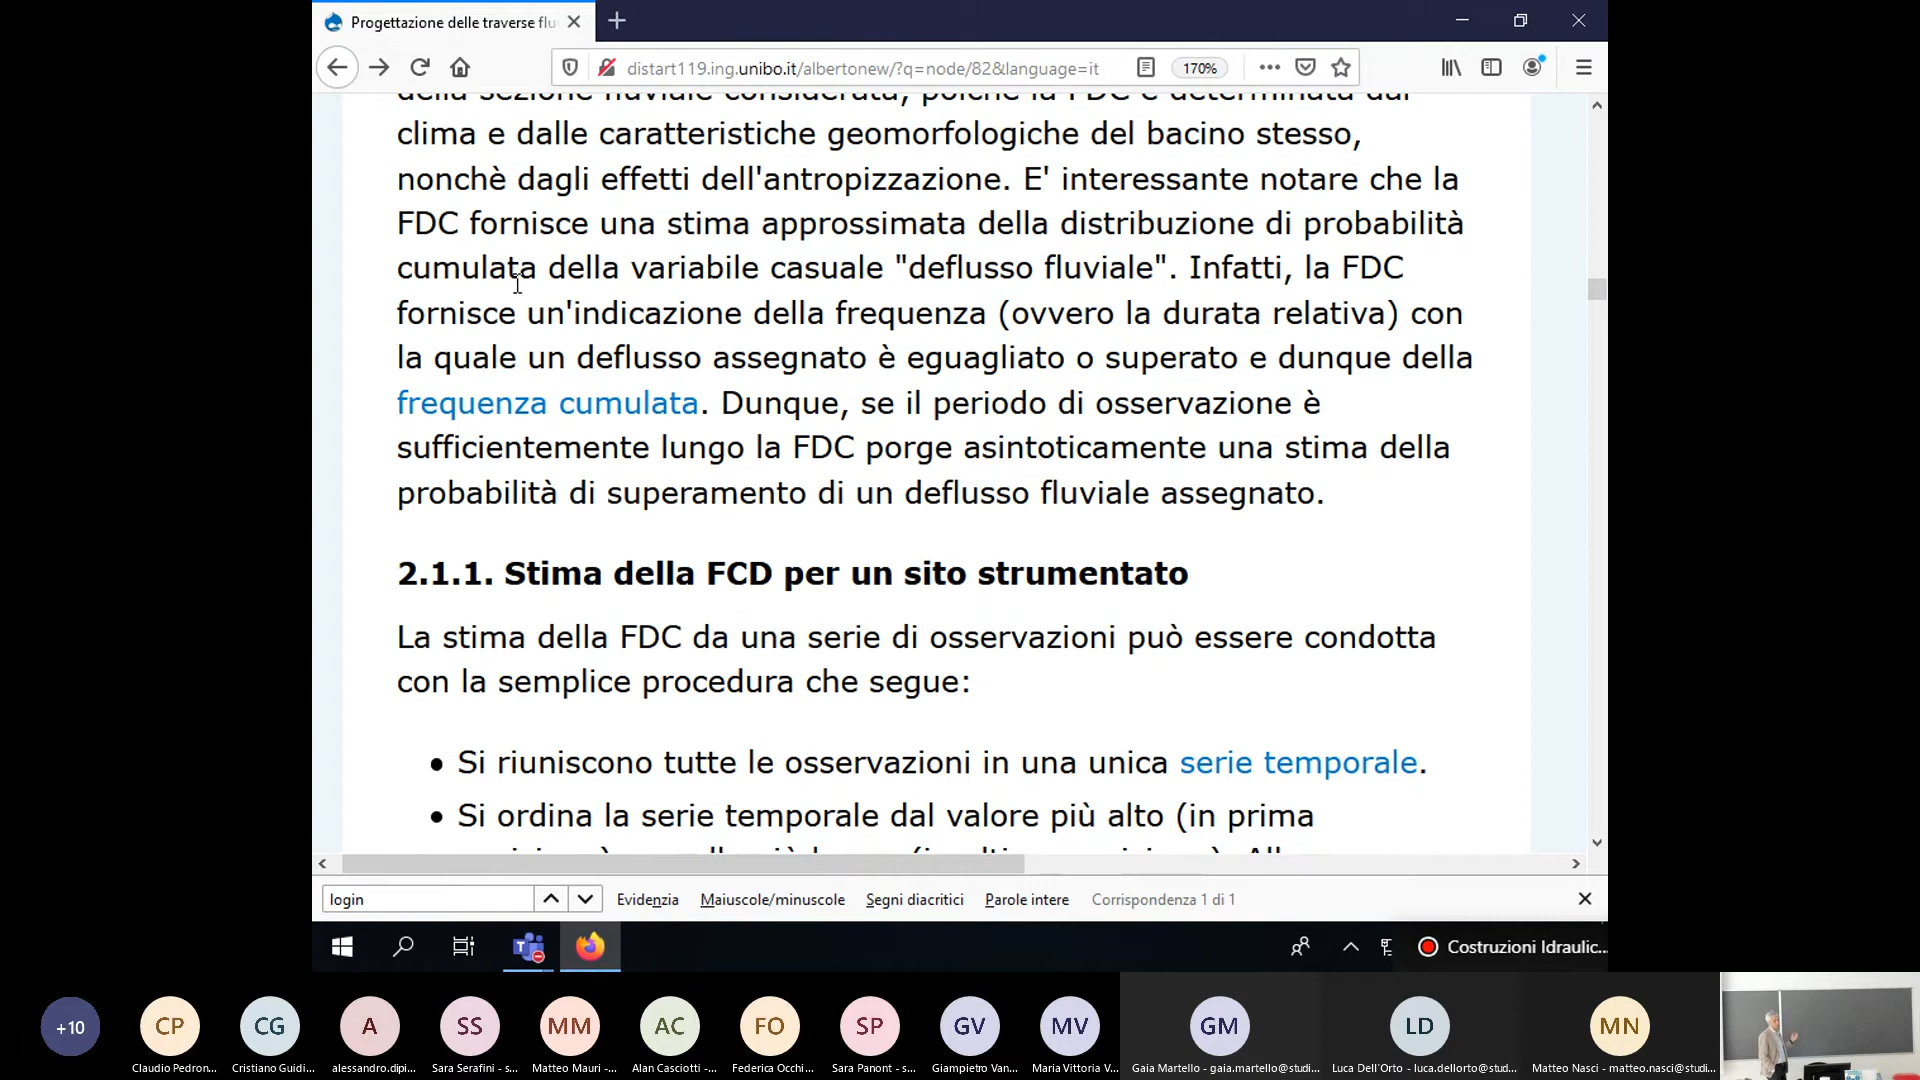 Progettazione delle traverse flu
distart119.ing.unibo.it/albertonew/?q=node/82&language=it
170%
della sezione fluviale considerata, poichè la FDC è determinata dal
clima e dalle caratteristiche geomorfologiche del bacino stesso,
nonchè dagli effetti dell'antropizzazione. E' interessante notare che la
FDC fornisce una stima approssimata della distribuzione di probabilità
cumulata della variabile casuale "deflusso fluviale". Infatti, la FDC
fornisce un'indicazione della frequenza (ovvero la durata relativa) con
la quale un deflusso assegnato è eguagliato o superato e dunque della
frequenza cumulata. Dunque, se il periodo di osservazione è
sufficientemente lungo la FDC porge asintoticamente una stima della
probabilità di superamento di un deflusso fluviale assegnato.
2.1.1. Stima della FCD per un sito strumentato
La stima della FDC da una serie di osservazioni può essere condotta
con la semplice procedura che segue:
• Si riuniscono tutte le osservazioni in una unica serie temporale.
• Si ordina la serie temporale dal valore più alto (in prima
login
Evidenzia Maiuscole/minuscole Segni diacritici Parole intere Corrispondenza 1 di 1
Costruzioni Idraulic...
+10 CP CG A SS MM AC FO SP GV MV GM LD MN
Claudio Pedron... Cristiano Guidi... alessandro.dipi... Sara Serafini - s... Matteo Mauri -... Alan Casciotti -... Federica Occhi... Sara Panont - s... Giampietro Van... Maria Vittoria V... Gaia Martello - gaia.martello@studi... Luca Dell'Orto - luca.dellorto@stud... Matteo Nasci - matteo.nasci@studi...